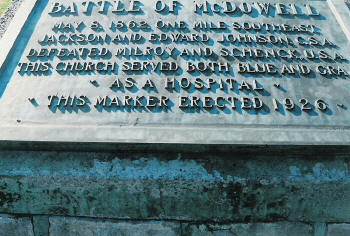 BATTLE OF MCDOWELL
MAY 8, 1862 ONE MILE SOUTHEAST
JACKSON AND EDWARD JOHNSON, C.S.A.
DEFEATED MILROY AND SCHENCK, U.S.A.
THIS CHURCH SERVED BOTH BLUE AND GRA
- AS A HOSPITAL -
- THIS MARKER ERECTED 1926 -